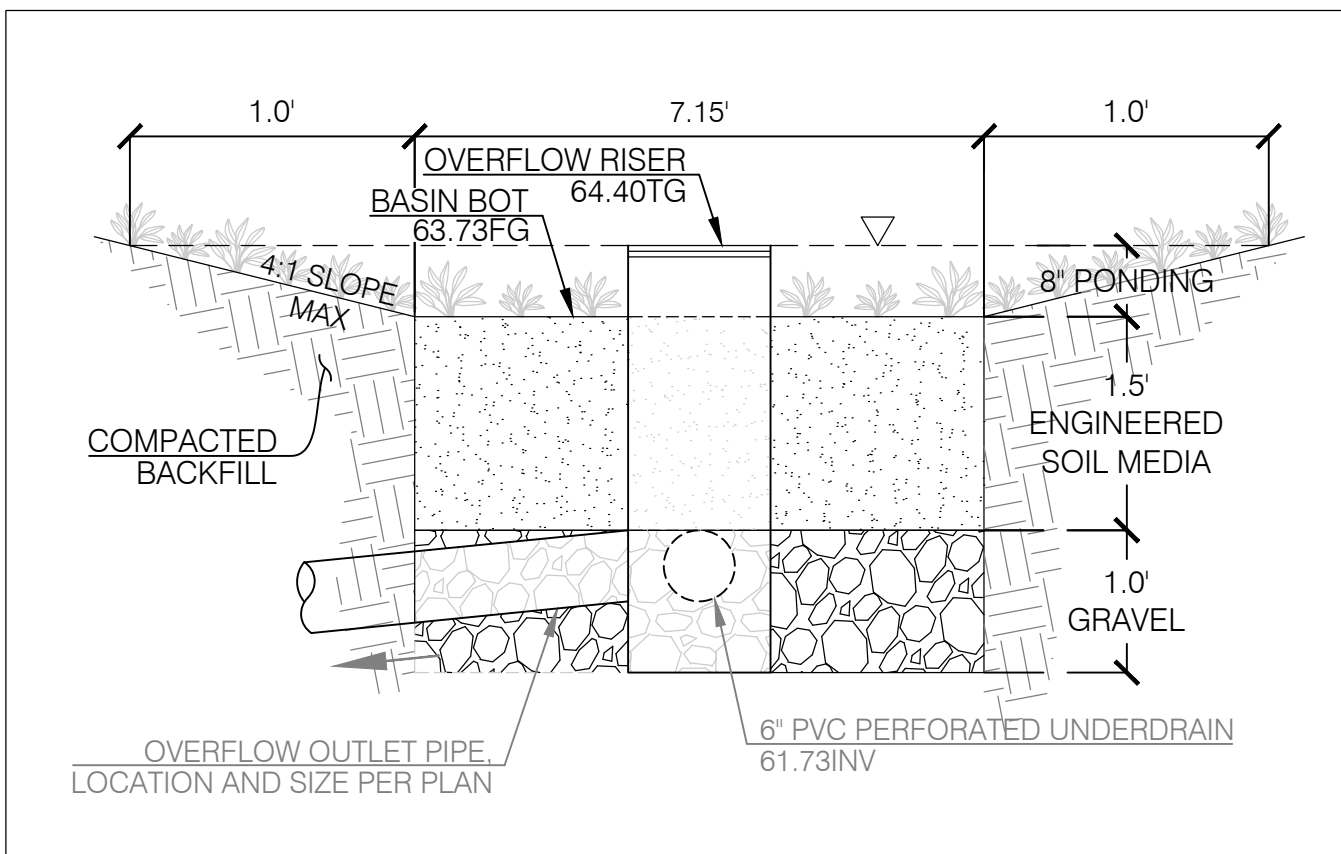 1.0'
7.15'
1.0'
OVERFLOW RISER
64.40TG
BASIN BOT
63.73FG
4:1 SLOPE
MAX
8" PONDING
1.5'
ENGINEERED
SOIL MEDIA
COMPACTED
BACKFILL
1.0'
GRAVEL
6" PVC PERFORATED UNDERDRAIN
61.73INV
OVERFLOW OUTLET PIPE,
LOCATION AND SIZE PER PLAN